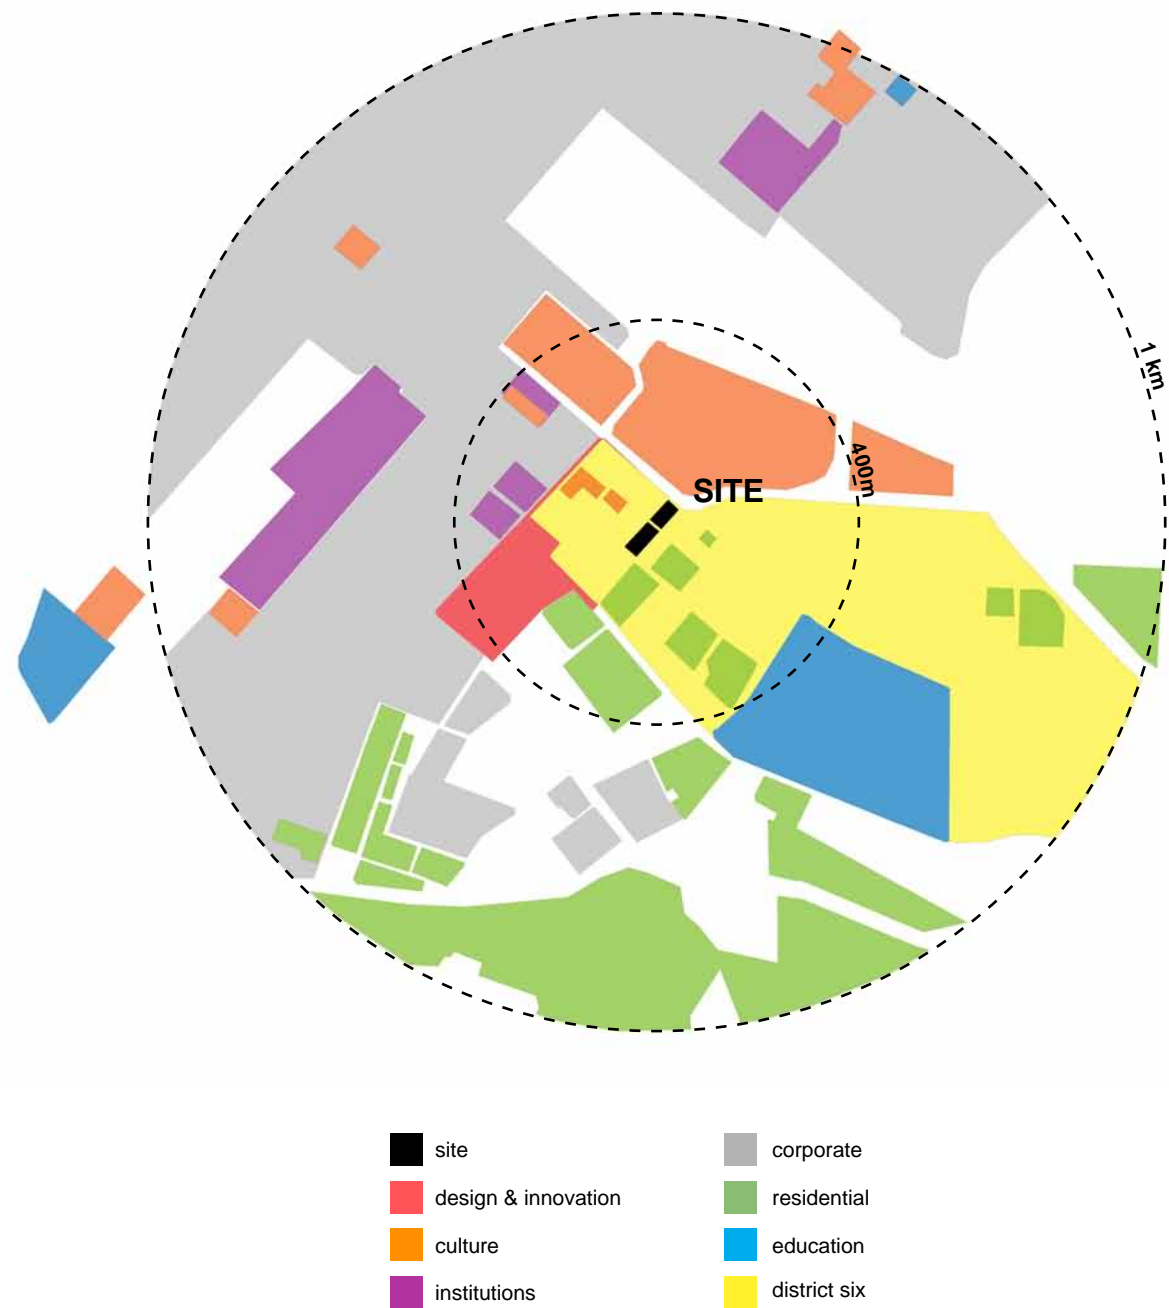 1 km
400m
SITE
site
corporate
design & innovation
residential
culture
education
institutions
district six